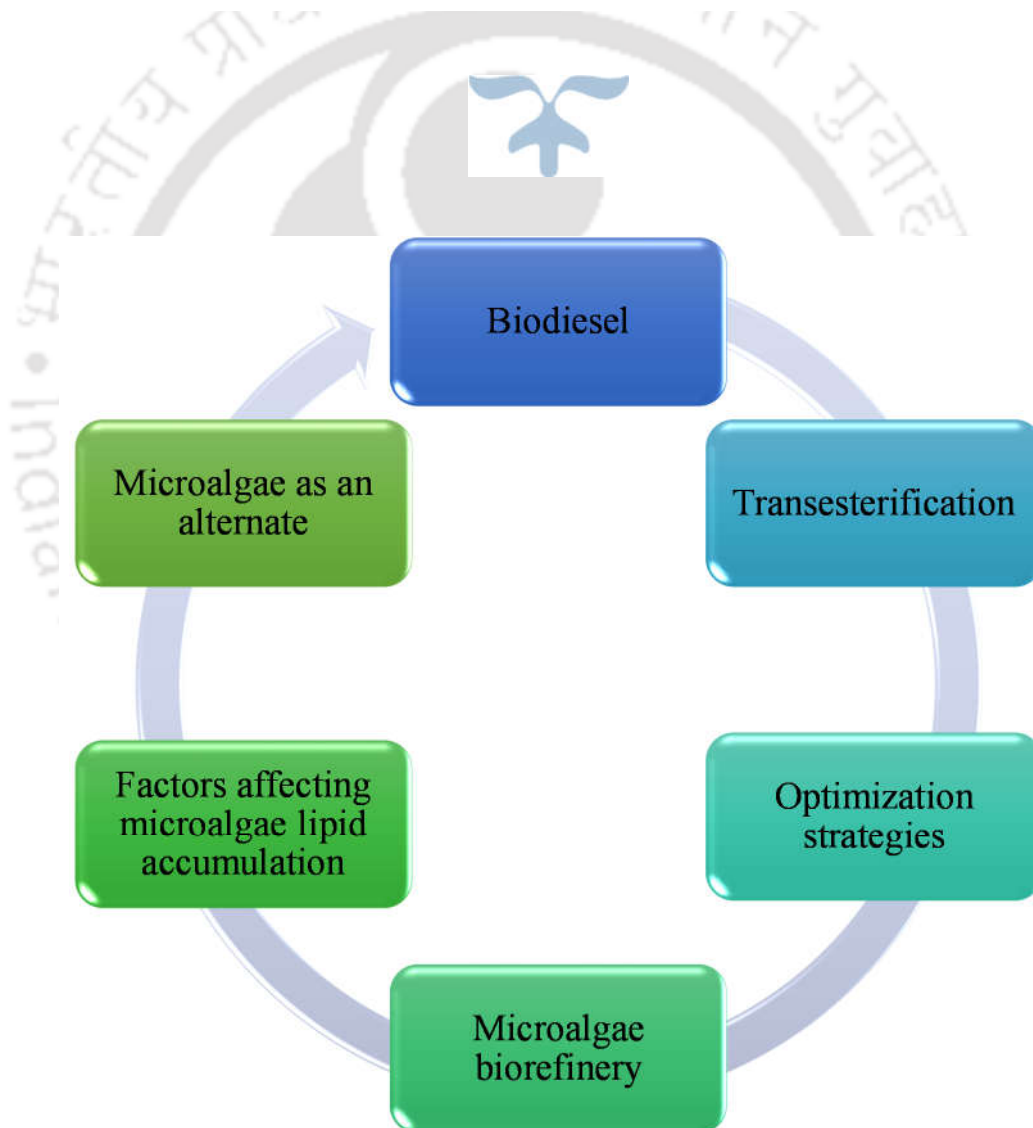 Biodiesel
Transesterification
Optimization
strategies
Microalgae
biorefinery
Factors affecting
microalgae lipid
accumulation
Microalgae as an
alternate